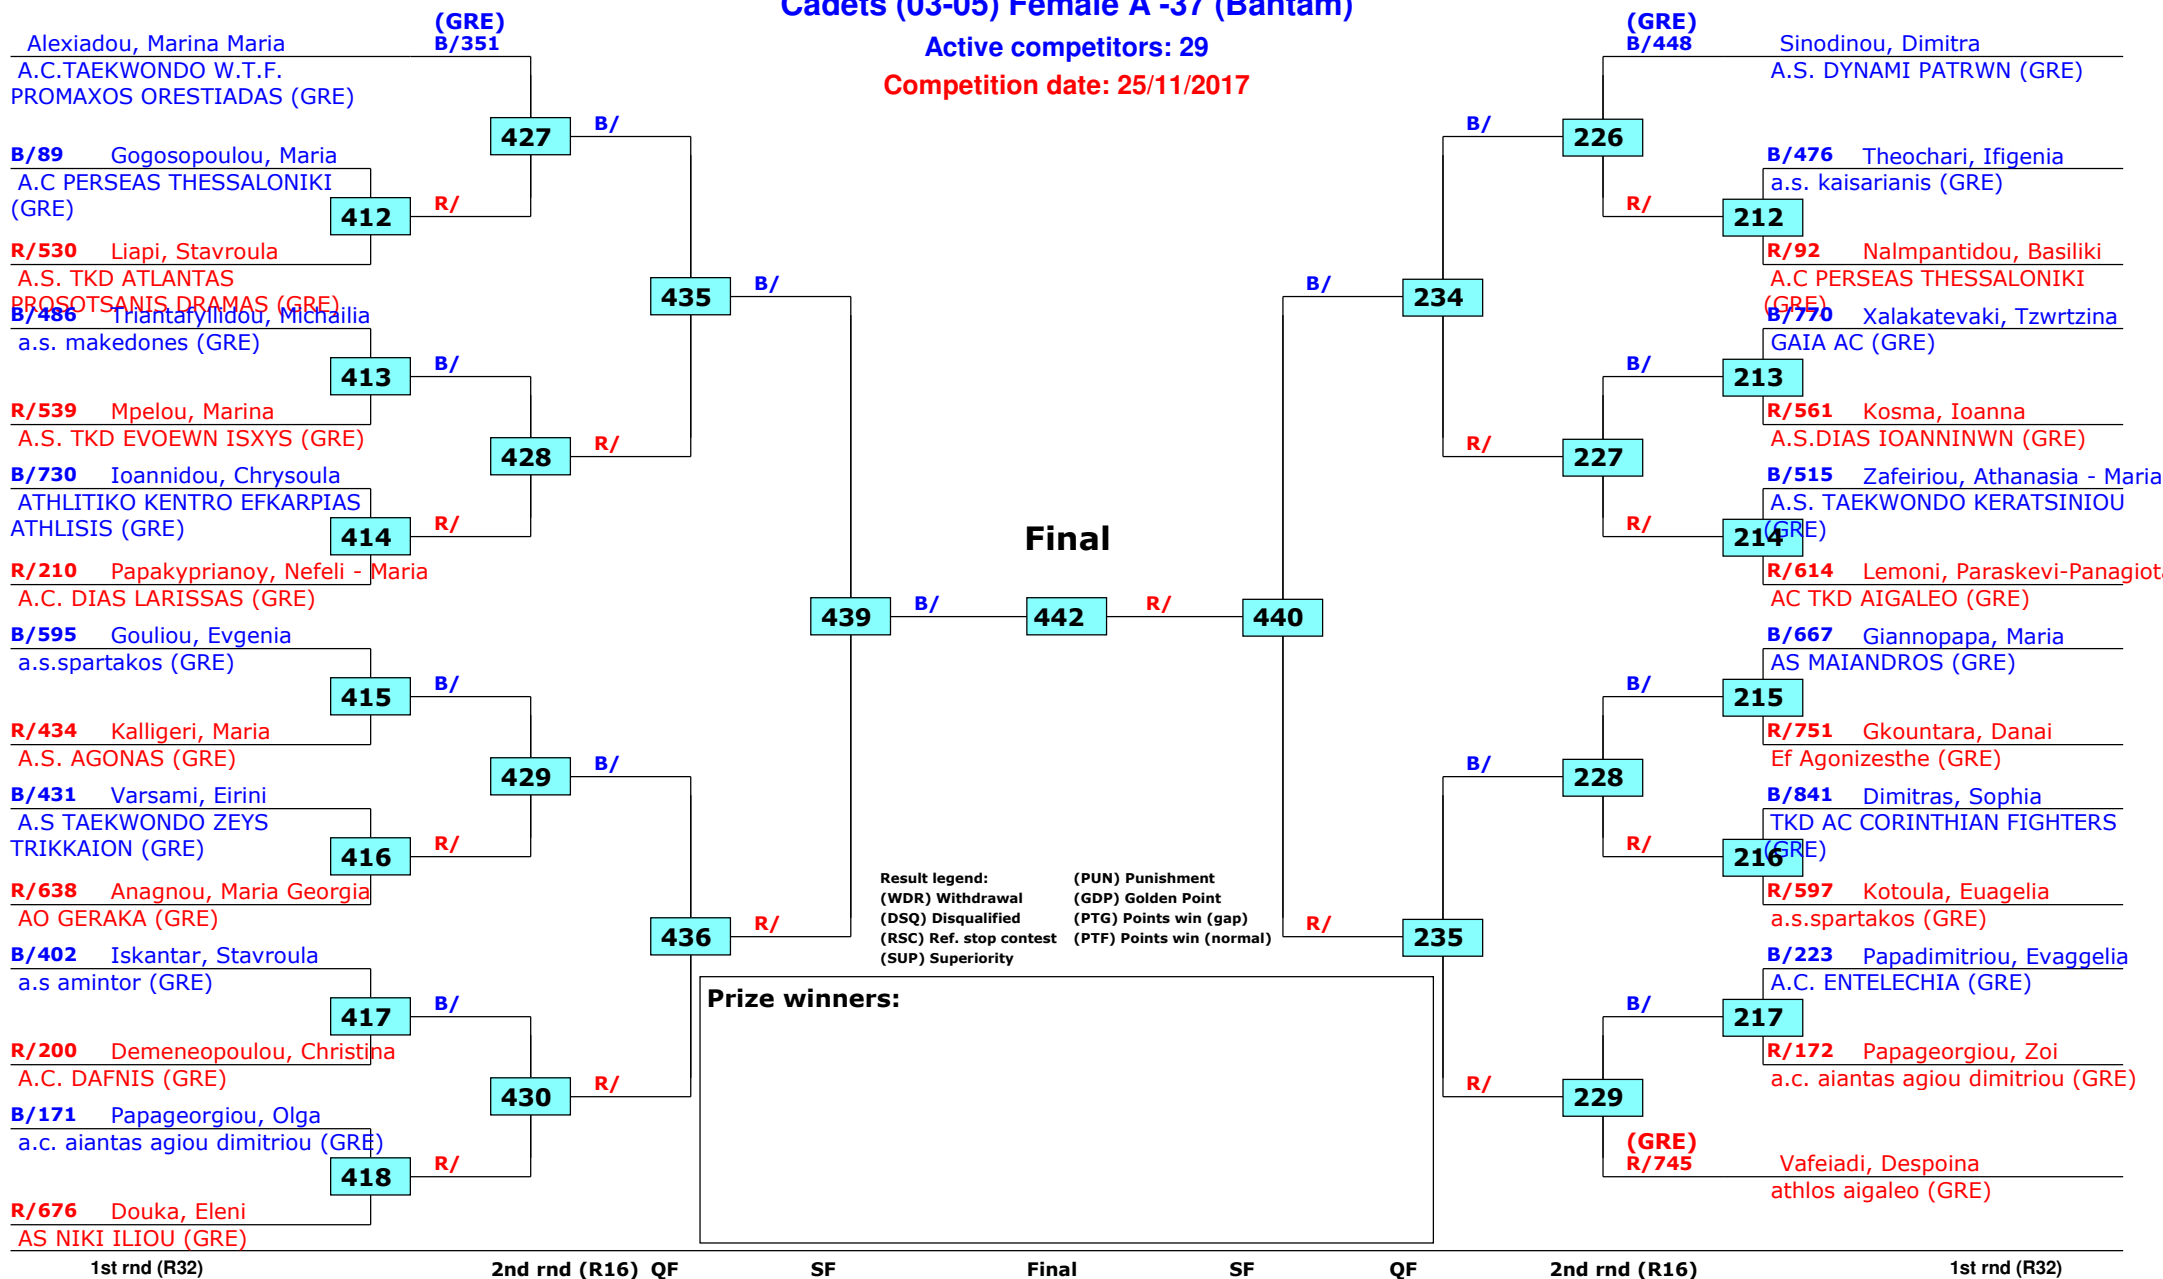 Cadets (03-05) Female A -37 (Bantam)
Active competitors: 29
Competition date: 25/11/2017
(GRE)
Alexiadou, Marina Maria B/351
A.C.TAEKWONDO W.T.F.
PROMAXOS ORESTIADAS (GRE)
427
B/
B/89 Gogosopoulou, Maria
A.C PERSEAS THESSALONIKI
(GRE)
412
R/
R/530 Liapi, Stavroula
A.S. TKD ATLANTAS
PROSOTSANIS DRAMAS (GRE)
435
B/
B/486 Triantafyllidou, Michailia
a.s. makedones (GRE)
413
B/
R/539 Mpelou, Marina
A.S. TKD EVOEWN ISXYS (GRE)
428
R/
B/730 Ioannidou, Chrysoula
ATHLITIKO KENTRO EFKARPIAS
ATHLISIS (GRE)
414
R/
R/210 Papakyprianoy, Nefeli - Maria
A.C. DIAS LARISSAS (GRE)
439
B/
B/595 Gouliou, Evgenia
a.s.spartakos (GRE)
415
B/
R/434 Kalligeri, Maria
A.S. AGONAS (GRE)
429
B/
B/431 Varsami, Eirini
A.S TAEKWONDO ZEYS
TRIKKAION (GRE)
416
R/
R/638 Anagnou, Maria Georgia
AO GERAKA (GRE)
436
R/
B/402 Iskantar, Stavroula
a.s amintor (GRE)
417
B/
R/200 Demeneopoulou, Christina
A.C. DAFNIS (GRE)
430
R/
B/171 Papageorgiou, Olga
a.c. aiantas agiou dimitriou (GRE)
418
R/
R/676 Douka, Eleni
AS NIKI ILIOU (GRE)
Final
442
R/
440
(GRE)
B/448 Sinodinou, Dimitra
A.S. DYNAMI PATRWN (GRE)
B/
226
B/476 Theochari, Ifigenia
a.s. kaisarianis (GRE)
R/
212
R/92 Nalmpantidou, Basiliki
A.C PERSEAS THESSALONIKI
(GRE)
B/
234
B/770 Xalakatevaki, Tzwrtzina
GAIA AC (GRE)
B/
213
R/561 Kosma, Ioanna
A.S.DIAS IOANNINWN (GRE)
R/
227
B/515 Zafeiriou, Athanasia - Maria
A.S. TAEKWONDO KERATSINIOU
(GRE)
R/
214
R/614 Lemoni, Paraskevi-Panagiot
AC TKD AIGALEO (GRE)
B/667 Giannopapa, Maria
AS MAIANDROS (GRE)
B/
215
R/751 Gkountara, Danai
Ef Agonizesthe (GRE)
B/
228
B/841 Dimitras, Sophia
TKD AC CORINTHIAN FIGHTERS
(GRE)
R/
216
R/597 Kotoula, Euagelia
a.s.spartakos (GRE)
R/
235
B/223 Papadimitriou, Evaggelia
A.C. ENTELECHIA (GRE)
B/
217
R/172 Papageorgiou, Zoi
a.c. aiantas agiou dimitriou (GRE)
R/
229
(GRE)
R/745 Vafeiadi, Despoina
athlos aigaleo (GRE)
Result legend: (PUN) Punishment
(WDR) Withdrawal (GDP) Golden Point
(DSQ) Disqualified (PTG) Points win (gap)
(RSC) Ref. stop contest (PTF) Points win (normal)
(SUP) Superiority
Prize winners:
1st rnd (R32) 2nd rnd (R16) QF SF Final SF QF 2nd rnd (R16) 1st rnd (R32)